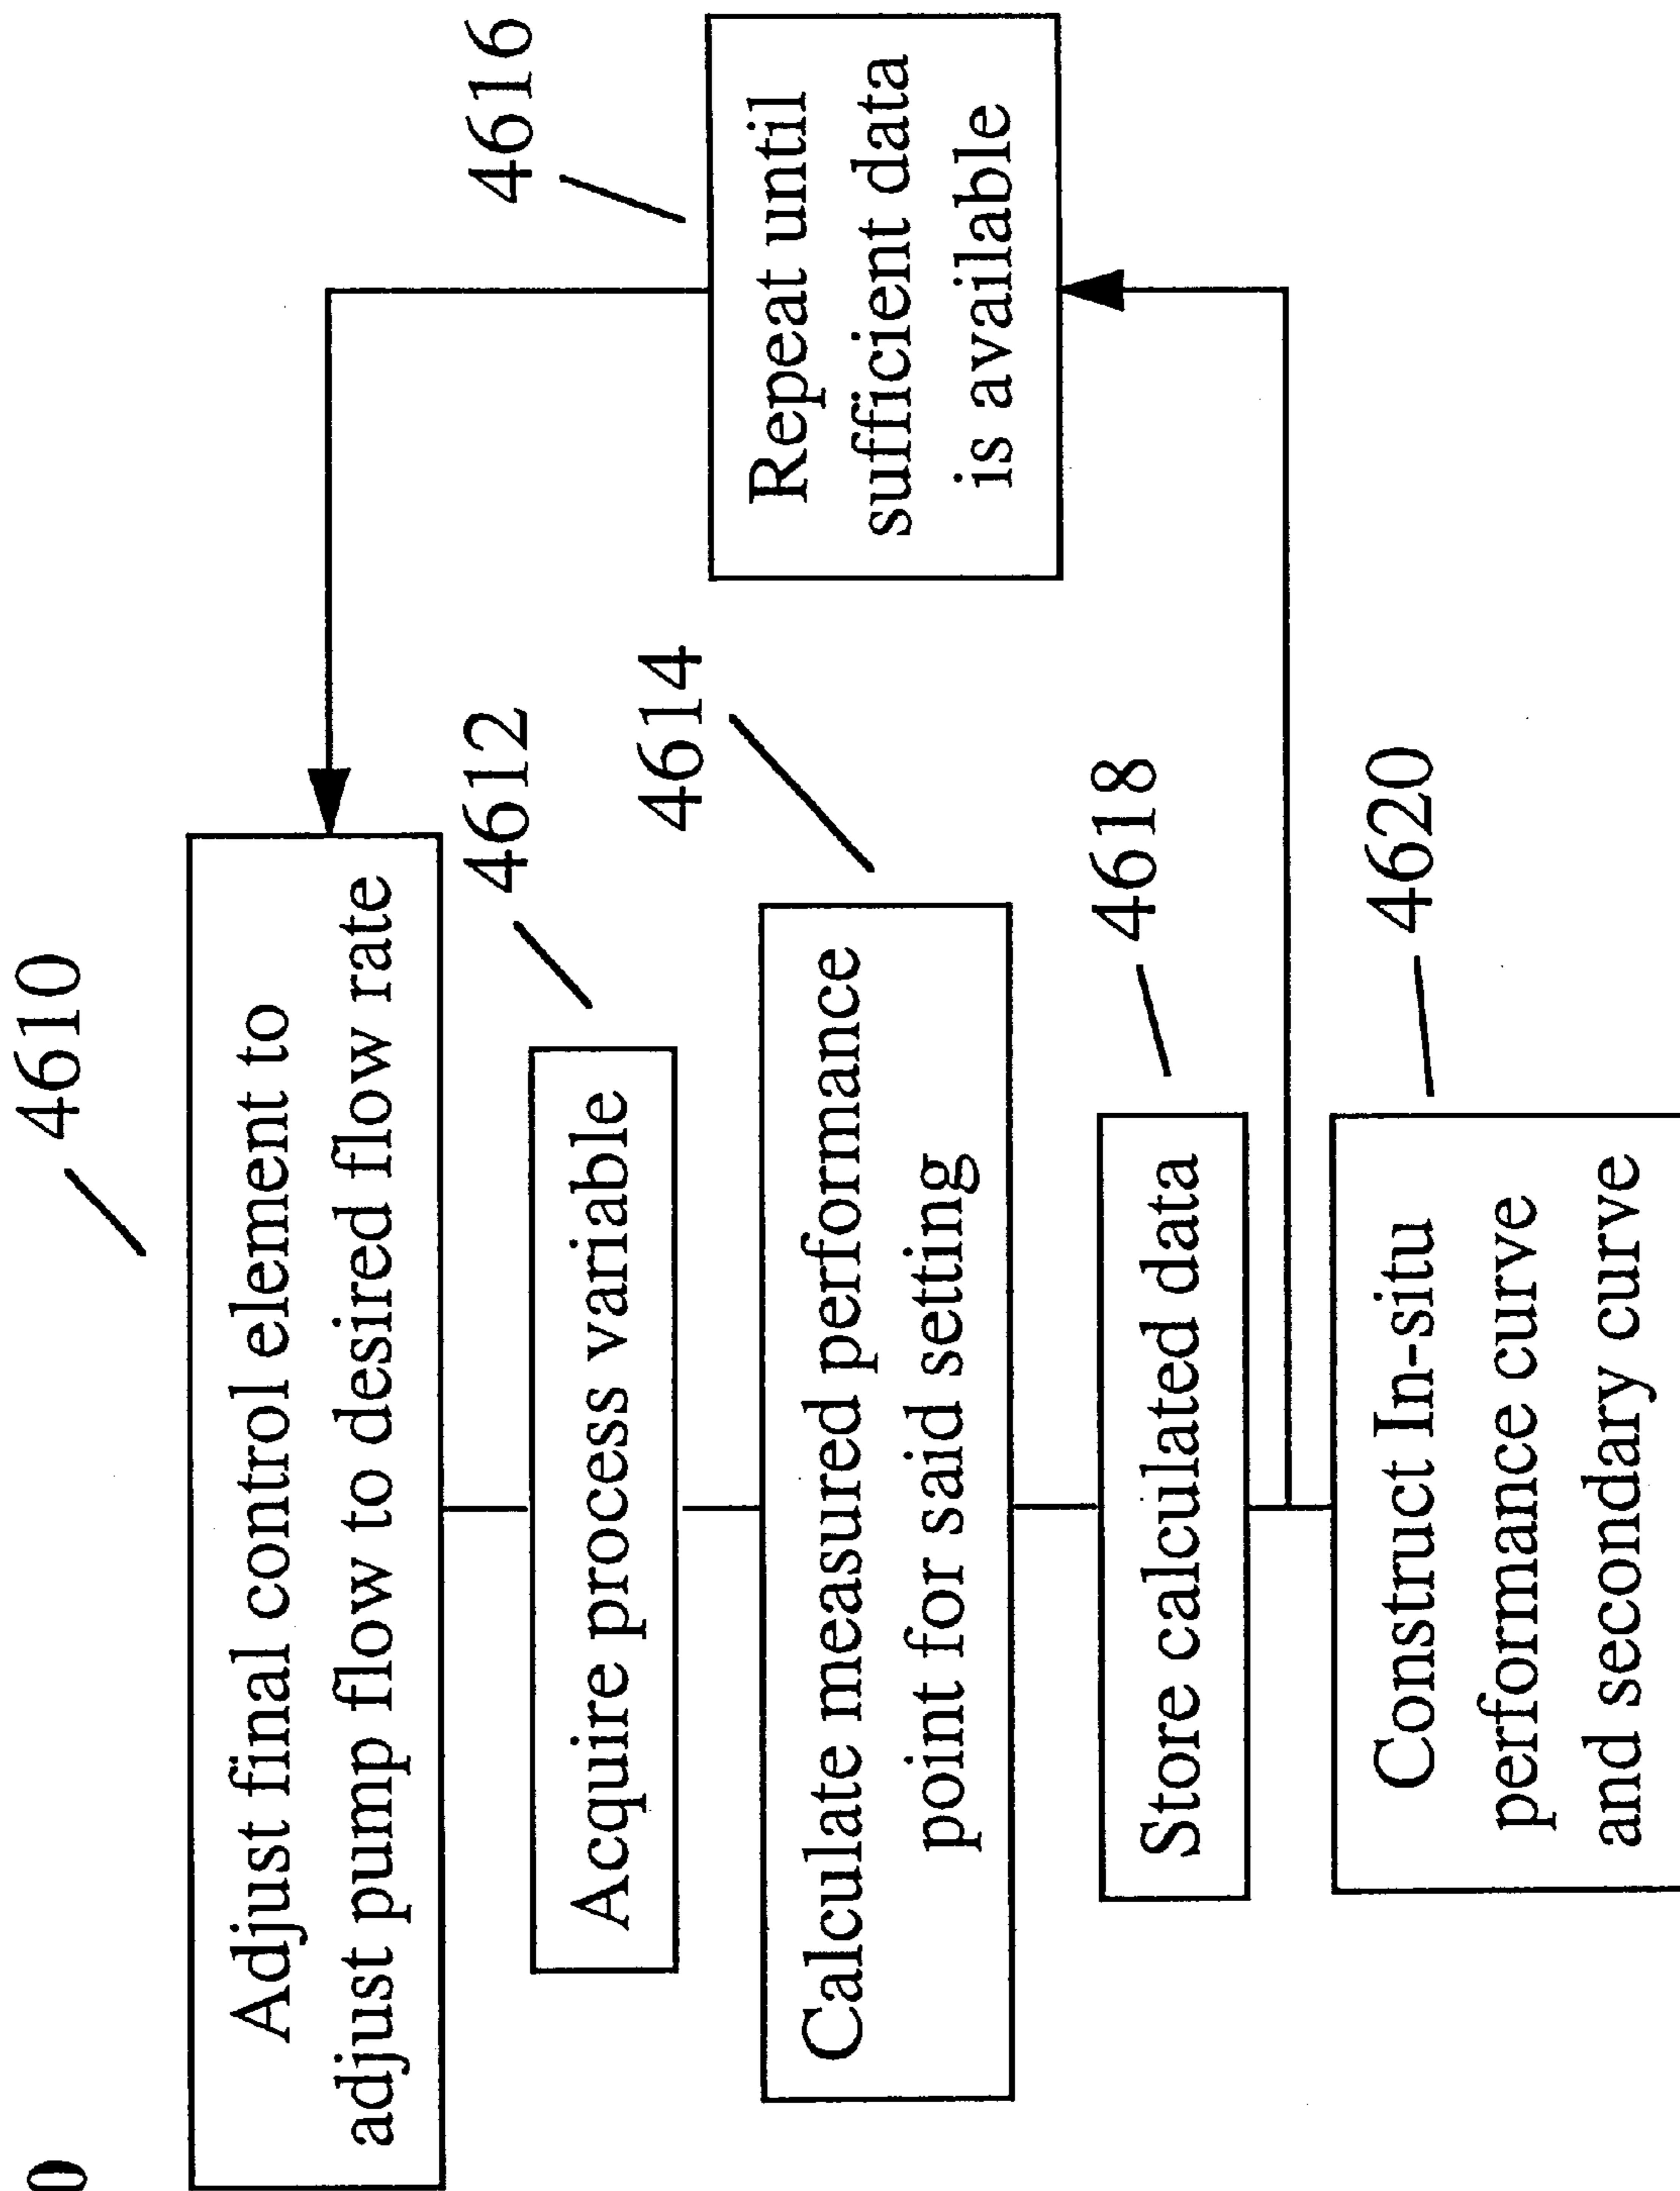 4610
Adjust final control element to
adjust pump flow to desired flow rate
4612
Acquire process variable
4614
Calculate measured performance
point for said setting
4616
Repeat until
sufficient data
is available
4618
Store calculated data
4620
Construct In-situ
performance curve
and secondary curve
0